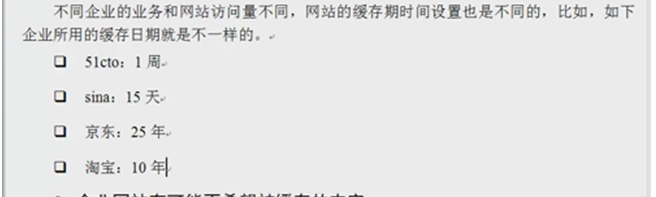 不同企业的业务和网站访问量不同，网站的缓存期时间设置也是不同的，比如，如下
企业所用的缓存日期就是不一样的。
51cto：1 周
sina：15 天
京东：25 年
淘宝：10 年